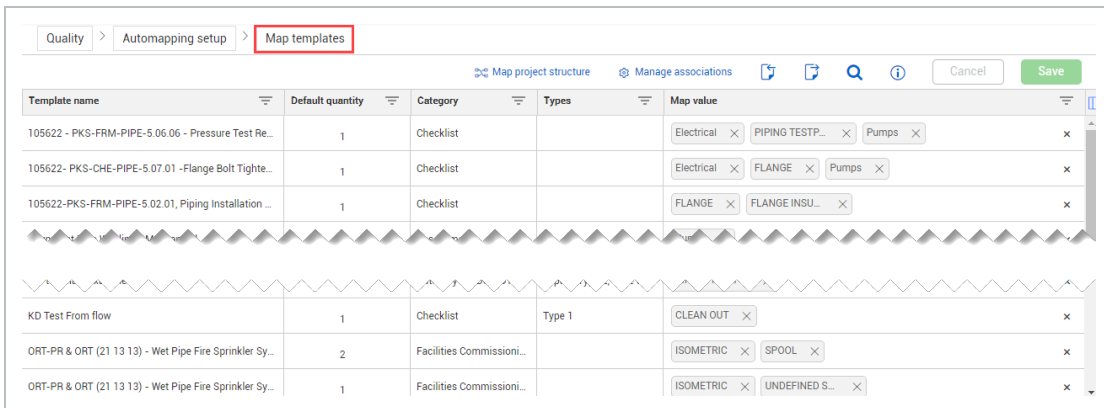 Quality > Automapping setup > Map templates
Map project structure Manage associations Cancel Save
Template name Default quantity Category Types Map value
105622 - PKS-FRM-PIPE-5.06.06 - Pressure Test Re... 1 Checklist Electrical × PIPING TESTP... × Pumps × ×
105622- PKS-CHE-PIPE-5.07.01 -Flange Bolt Tighte... 1 Checklist Electrical × FLANGE × Pumps × ×
105622-PKS-FRM-PIPE-5.02.01, Piping Installation ... 1 Checklist FLANGE × FLANGE INSU... × ×
KD Test From flow 1 Checklist Type 1 CLEAN OUT × ×
ORT-PR & ORT (21 13 13) - Wet Pipe Fire Sprinkler Sy... 2 Facilities Commissioni... ISOMETRIC × SPOOL × ×
ORT-PR & ORT (21 13 13) - Wet Pipe Fire Sprinkler Sy... 1 Facilities Commissioni... ISOMETRIC × UNDEFINED S... × ×